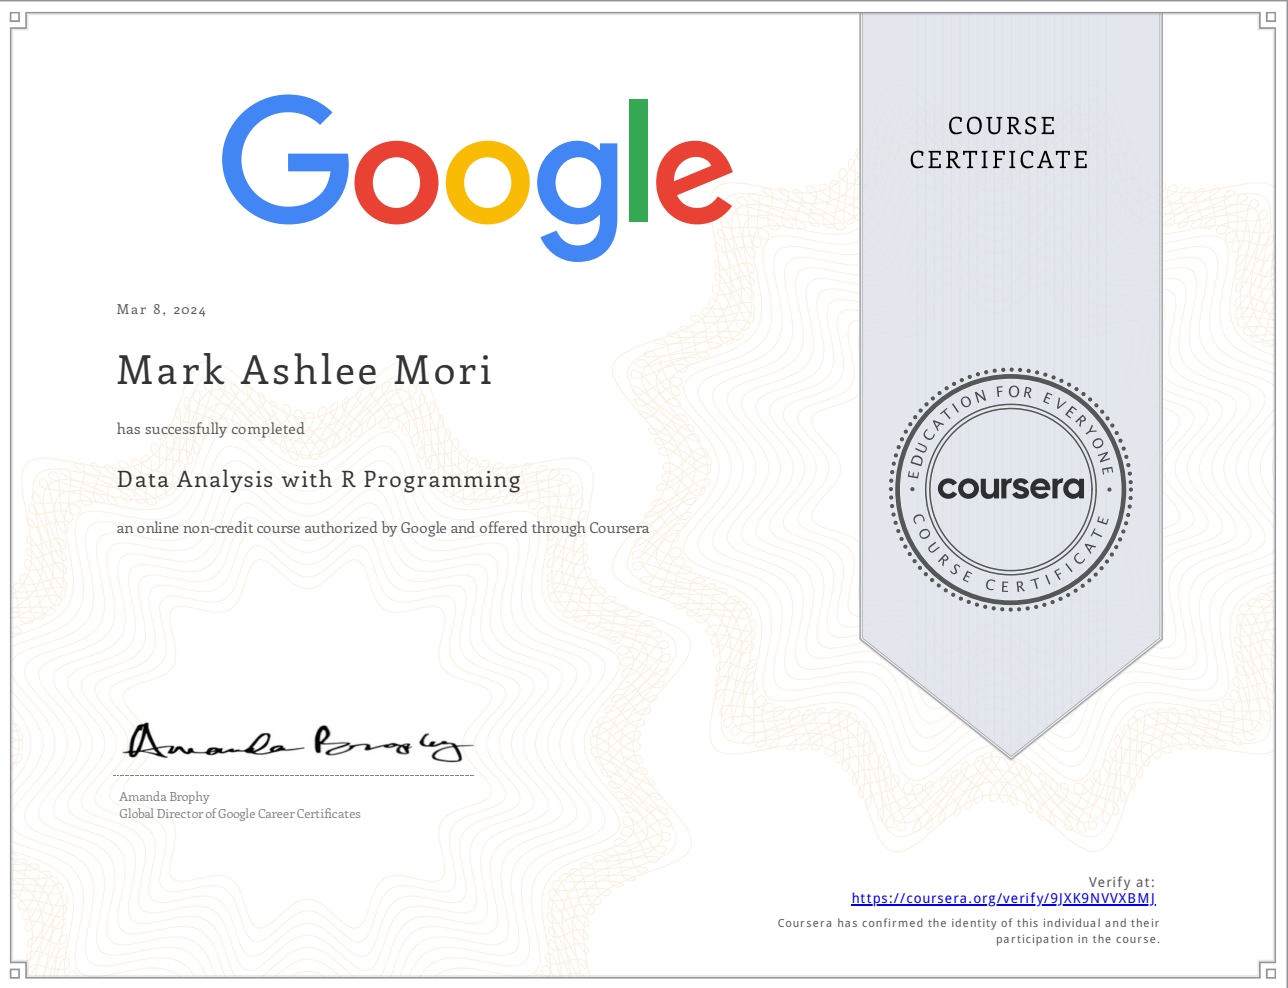 Google
COURSE
CERTIFICATE
Mar 8, 2024
Mark Ashlee Mori
has successfully completed
Data Analysis with R Programming
an online non-credit course authorized by Google and offered through Coursera
EDUCATION FOR EVERYONE
coursera
COURSE CERTIFICATE
Amanda Brophy
Amanda Brophy
Global Director of Google Career Certificates
Verify at:
https://coursera.org/verify/9JXK9NVVXBMJ
Coursera has confirmed the identity of this individual and their
participation in the course.